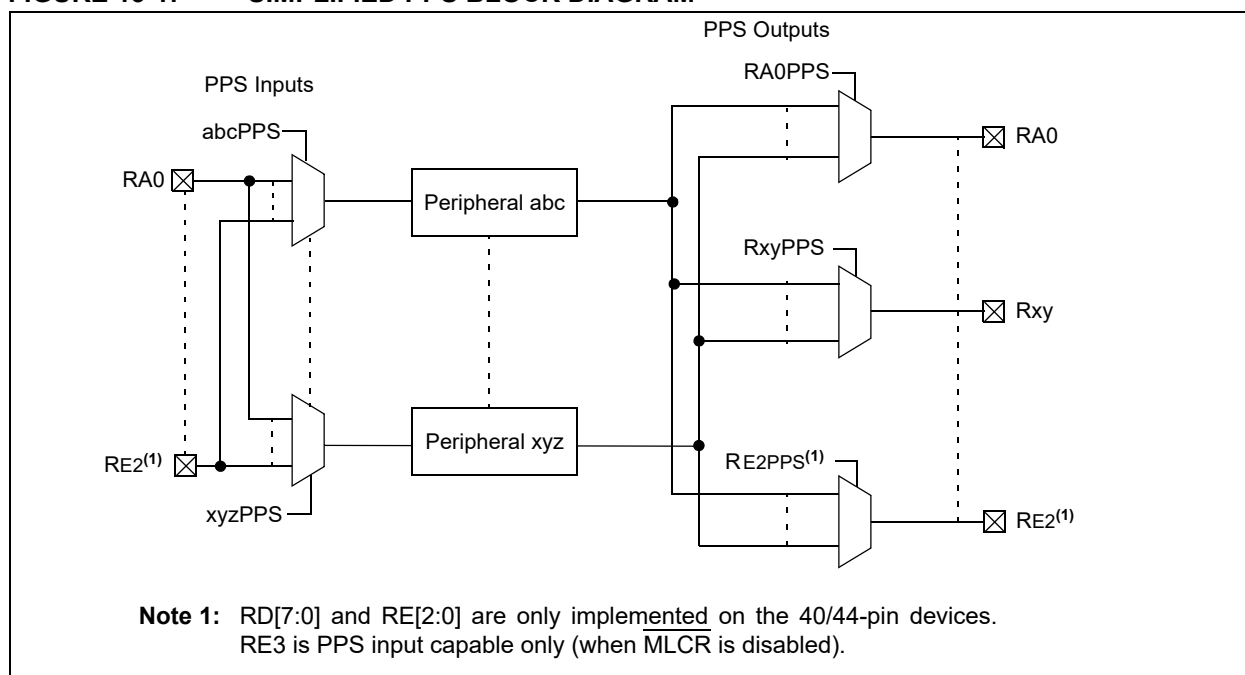 PPS Outputs
RA0PPS
PPS Inputs
abcPPS
RA0
RA0
Peripheral abc
RxyPPS
Rxy
Peripheral xyz
RE2(1)
RE2PPS(1)
xyzPPS
RE2(1)
Note 1: RD[7:0] and RE[2:0] are only implemented on the 40/44-pin devices.
RE3 is PPS input capable only (when MLCR is disabled).